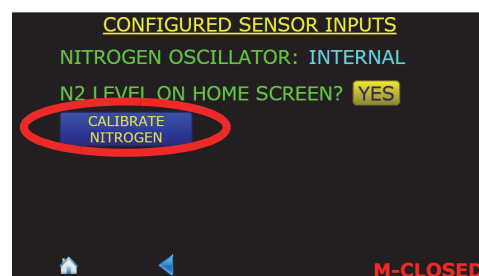 CONFIGURED SENSOR INPUTS
NITROGEN OSCILLATOR: INTERNAL
N2 LEVEL ON HOME SCREEN? YES
CALIBRATE
NITROGEN
M-CLOSED